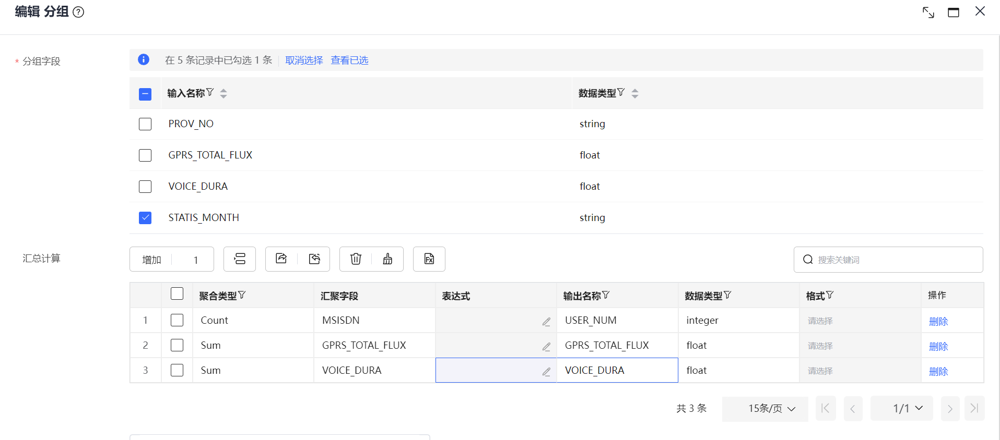 编辑 分组
* 分组字段
在 5 条记录中已勾选 1 条 取消选择 查看已选
输入名称 数据类型
PROV_NO string
GPRS_TOTAL_FLUX float
VOICE_DURA float
STATIS_MONTH string
汇总计算 增加 1 搜索关键词
聚合类型 汇聚字段 表达式 输出名称 数据类型 格式 操作
1 Count MSISDN USER_NUM integer 请选择 删除
2 Sum GPRS_TOTAL_FLUX GPRS_TOTAL_FLUX float 请选择 删除
3 Sum VOICE_DURA VOICE_DURA float 请选择 删除
共 3 条 15条/页 1/1